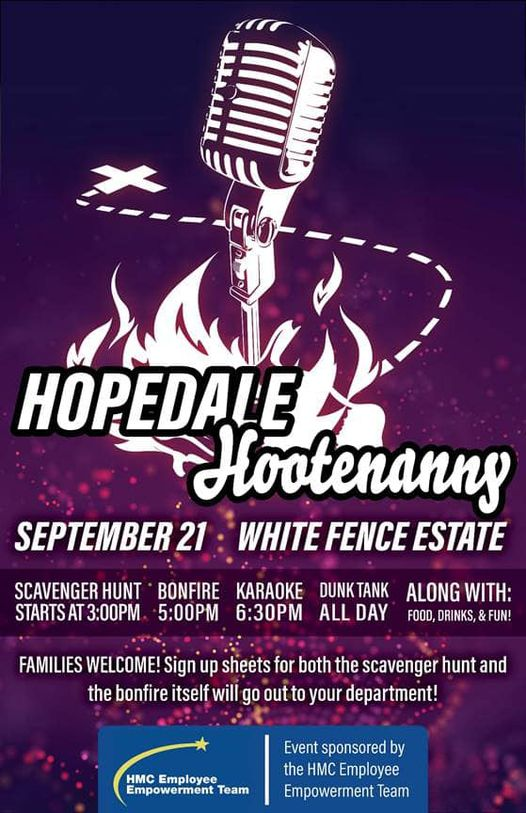 HOPEDALE
Hootenanny
SEPTEMBER 21 WHITE FENCE ESTATE
SCAVENGER HUNT
STARTS AT 3:00PM
BONFIRE
5:00PM
KARAOKE
6:30PM
DUNK TANK
ALL DAY
ALONG WITH:
FOOD, DRINKS, & FUN!
FAMILIES WELCOME! Sign up sheets for both the scavenger hunt and
the bonfire itself will go out to your department!
HMC Employee
Empowerment Team
Event sponsored by
the HMC Employee
Empowerment Team